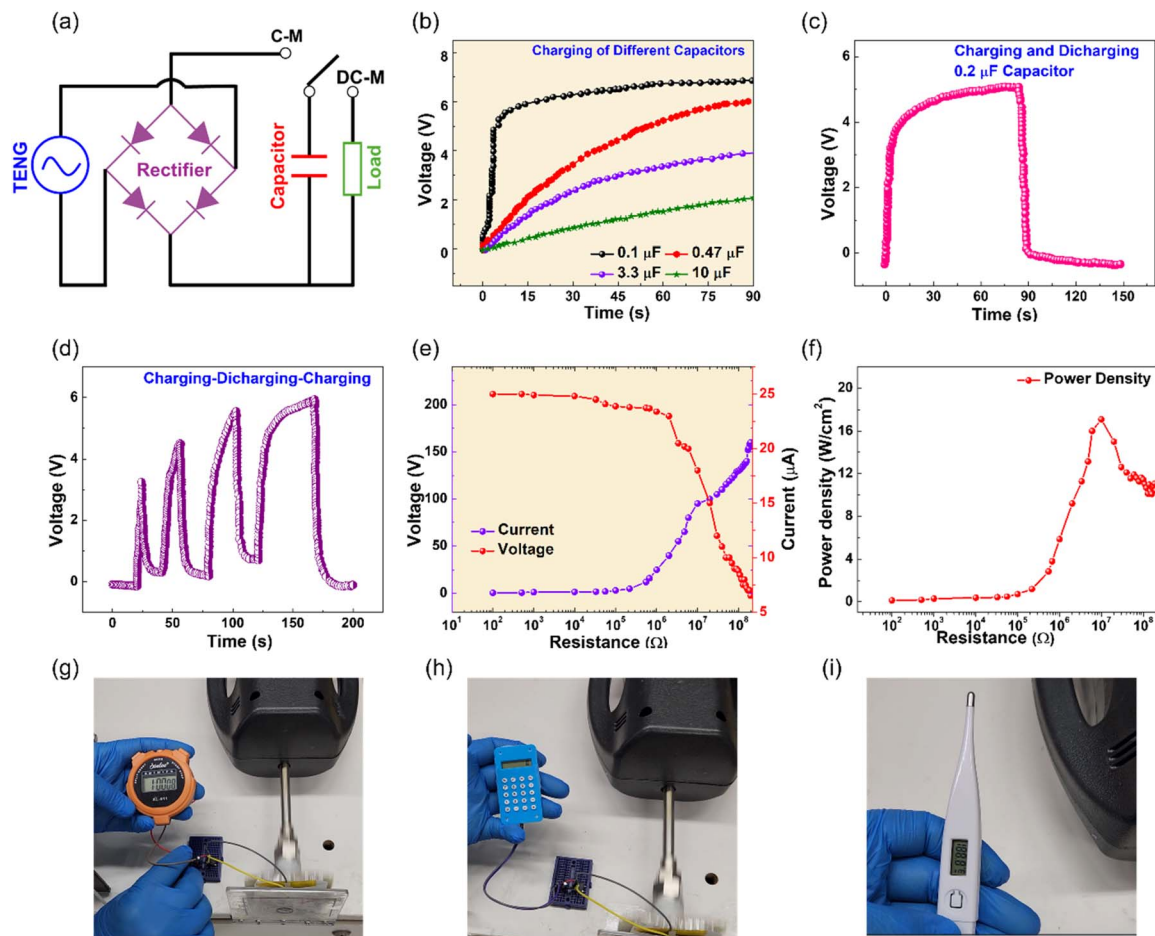 (a)
C-M
DC-M
TENG
Rectifier
Capacitor
Load
(b)
Charging of Different Capacitors
Voltage (V)
8
6
4
2
0
0.1 μF
0.47 μF
3.3 μF
10 μF
0 15 30 45 60 75 90
Time (s)
(c)
Charging and Dicharging
0.2 μF Capacitor
Voltage (V)
6
4
2
0
0 30 60 90 120 150
Time (s)
(d)
Charging-Dicharging-Charging
Voltage (V)
6
4
2
0
0 50 100 150 200
Time (s)
(e)
Voltage (V)
200
150
100
50
0
Current
Voltage
25
20
15
10
5
Current (μA)
10¹ 10² 10³ 10⁴ 10⁵ 10⁶ 10⁷ 10⁸
Resistance (Ω)
(f)
Power Density
Power density (W/cm²)
20
16
12
8
4
0
10² 10³ 10⁴ 10⁵ 10⁶ 10⁷ 10⁸
Resistance (Ω)
(g)
(h)
(i)